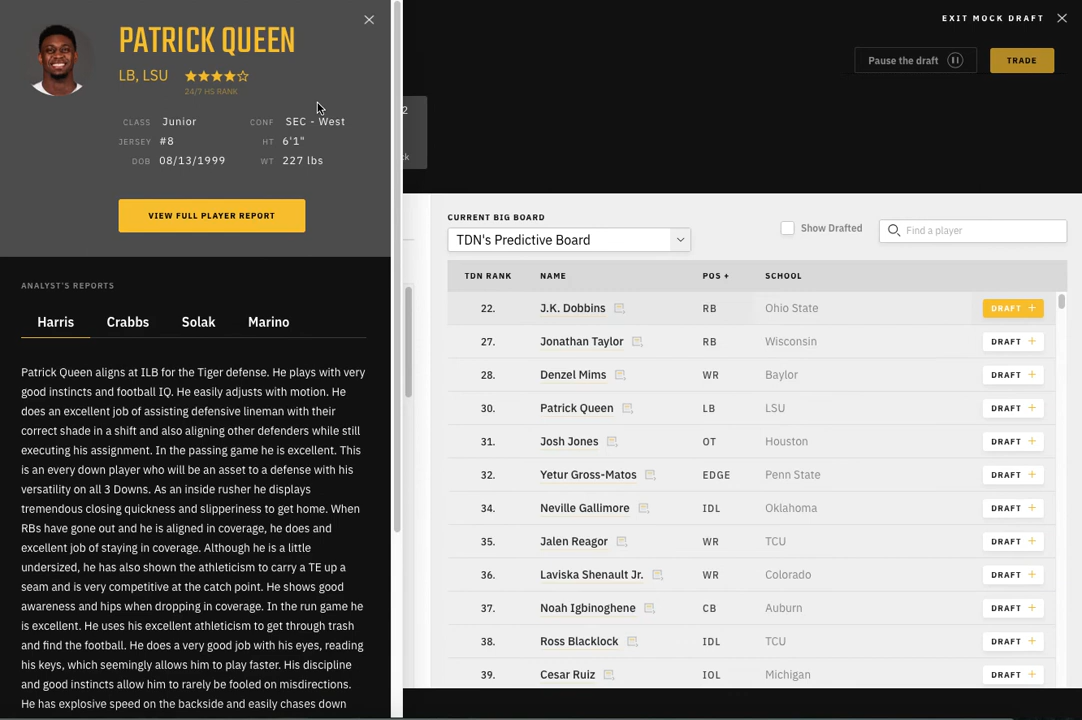 PATRICK QUEEN
LB, LSU
24/7 HS RANK
CLASS Junior CONF SEC - West
JERSEY #8 HT 6'1"
DOB 08/13/1999 WT 227 lbs
VIEW FULL PLAYER REPORT
ANALYST'S REPORTS
Harris Crabbs Solak Marino
Patrick Queen aligns at ILB for the Tiger defense. He plays with very
good instincts and football IQ. He easily adjusts with motion. He
does an excellent job of assisting defensive lineman with their
correct shade in a shift and also aligning other defenders while still
executing his assignment. In the passing game he is excellent. This
is an every down player who will be an asset to a defense with his
versatility on all 3 Downs. As an inside rusher he displays
tremendous closing quickness and slipperiness to get home. When
RBs have gone out and he is aligned in coverage, he does and
excellent job of staying in coverage. Although he is a little
undersized, he has also shown the athleticism to carry a TE up a
seam and is very competitive at the catch point. He shows good
awareness and hips when dropping in coverage. In the run game he
is excellent. He uses his excellent athleticism to get through trash
and find the football. He does a very good job with his eyes, reading
his keys, which seemingly allows him to play faster. His discipline
and good instincts allow him to rarely be fooled on misdirections.
He has explosive speed on the backside and easily chases down
EXIT MOCK DRAFT
Pause the draft
TRADE
2
ck
CURRENT BIG BOARD
TDN's Predictive Board
Show Drafted
Find a player
TDN RANK NAME POS + SCHOOL
22. J.K. Dobbins RB Ohio State DRAFT +
27. Jonathan Taylor RB Wisconsin DRAFT +
28. Denzel Mims WR Baylor DRAFT +
30. Patrick Queen LB LSU DRAFT +
31. Josh Jones OT Houston DRAFT +
32. Yetur Gross-Matos EDGE Penn State DRAFT +
34. Neville Gallimore IDL Oklahoma DRAFT +
35. Jalen Reagor WR TCU DRAFT +
36. Laviska Shenault Jr. WR Colorado DRAFT +
37. Noah Igbinoghene CB Auburn DRAFT +
38. Ross Blacklock IDL TCU DRAFT +
39. Cesar Ruiz IOL Michigan DRAFT +